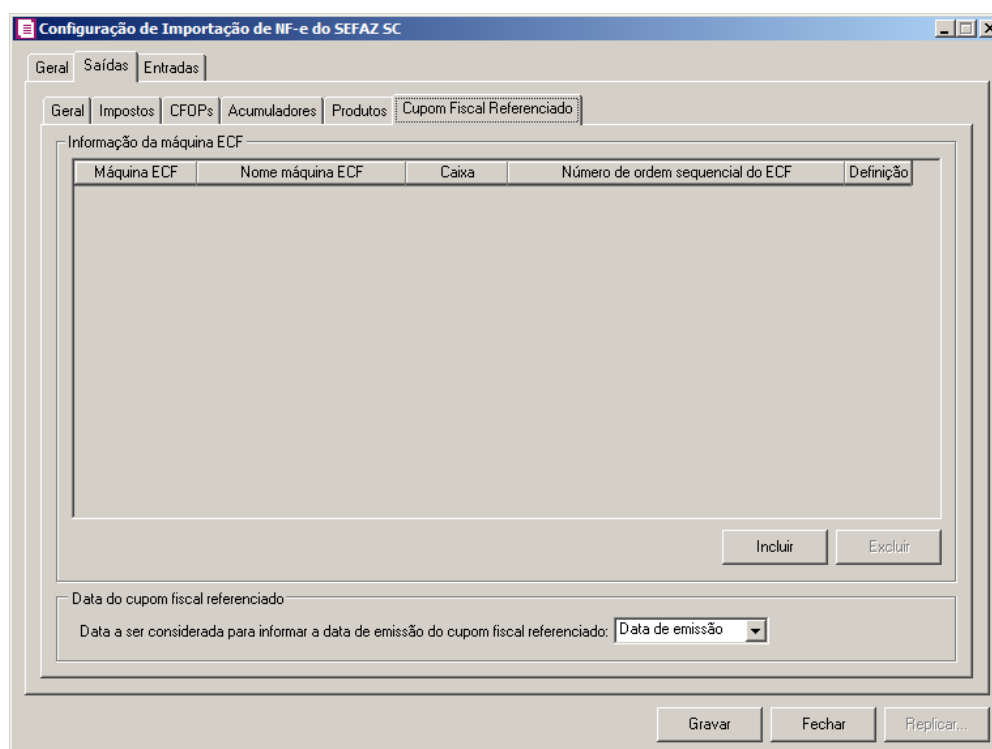 Configuração de Importação de NF-e do SEFAZ SC
Geral Saídas Entradas
Geral Impostos CFOPs Acumuladores Produtos Cupom Fiscal Referenciado
Informação da máquina ECF
Máquina ECF Nome máquina ECF Caixa Número de ordem sequencial do ECF Definição
Incluir Excluir
Data do cupom fiscal referenciado
Data a ser considerada para informar a data de emissão do cupom fiscal referenciado: Data de emissão
Gravar Fechar Replicar...